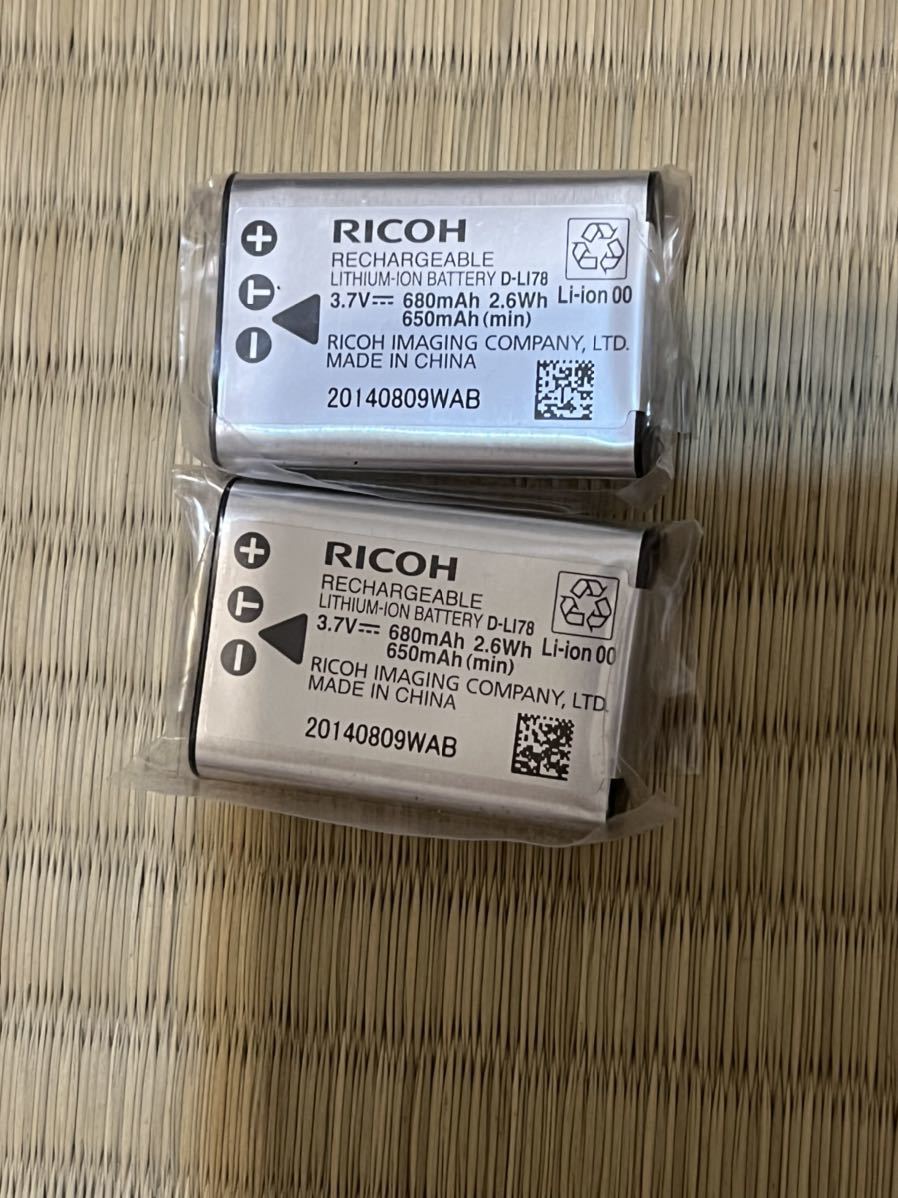 RICOH
RECHARGEABLE
LITHIUM-ION BATTERY D-LI78
3.7V⎓ 680mAh 2.6Wh Li-ion 00
650mAh (min)
RICOH IMAGING COMPANY, LTD.
MADE IN CHINA
20140809WAB
+
T
−
RICOH
RECHARGEABLE
LITHIUM-ION BATTERY D-LI78
3.7V⎓ 680mAh 2.6Wh Li-ion 00
650mAh (min)
RICOH IMAGING COMPANY, LTD.
MADE IN CHINA
20140809WAB
+
T
−